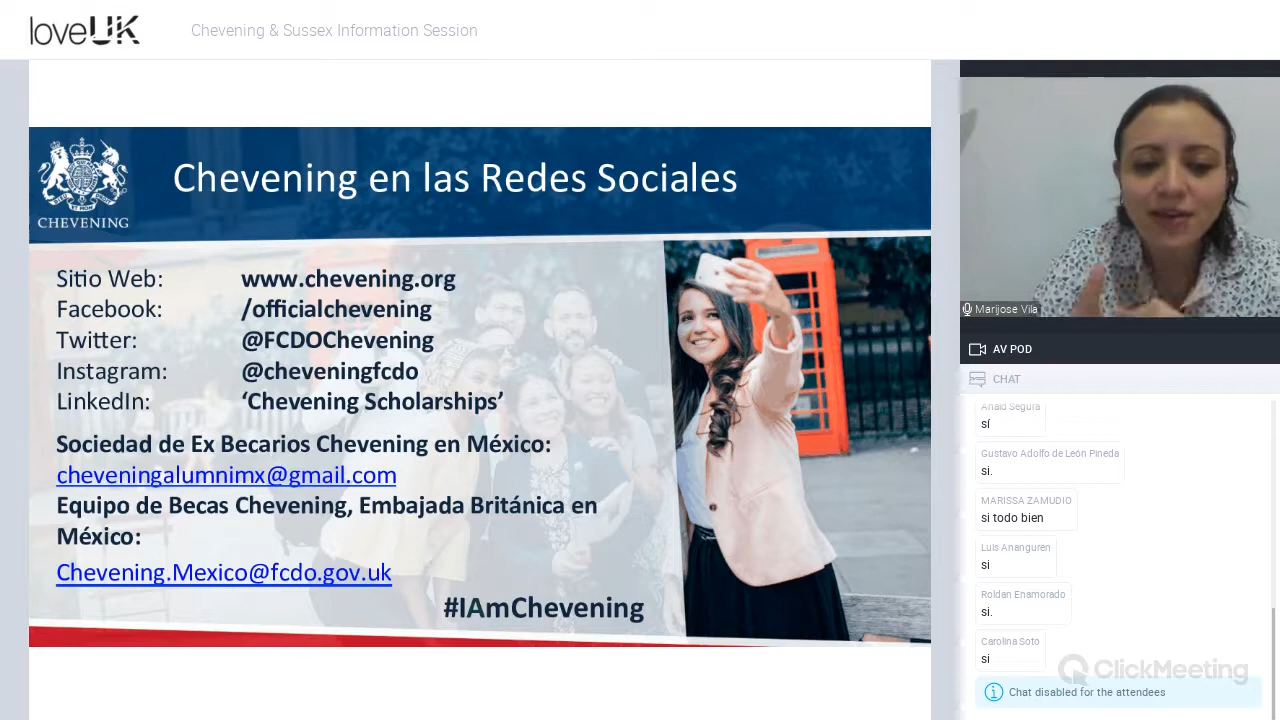 loveUK
Chevening & Sussex Information Session
CHEVENING
Chevening en las Redes Sociales
Sitio Web: www.chevening.org
Facebook: /officialchevening
Twitter: @FCDOChevening
Instagram: @cheveningfcdo
LinkedIn: ‘Chevening Scholarships’
Sociedad de Ex Becarios Chevening en México:
cheveningalumnimx@gmail.com
Equipo de Becas Chevening, Embajada Británica en
México:
Chevening.Mexico@fcdo.gov.uk
#IAmChevening
Marijose Vila
AV POD
CHAT
Anaid Segura
sí
Gustavo Adolfo de León Pineda
si.
MARISSA ZAMUDIO
si todo bien
Luis Ananguren
si
Roldan Enamorado
si.
Carolina Soto
si
ClickMeeting
Chat disabled for the attendees